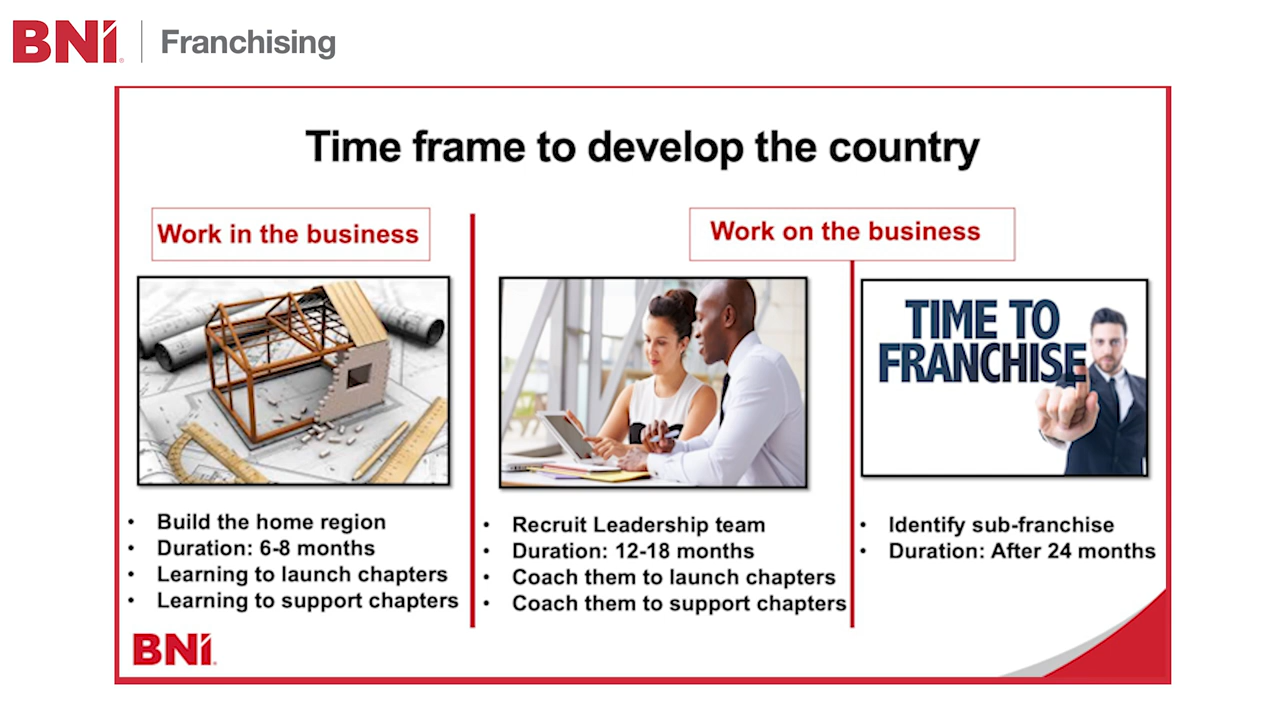 BNI® | Franchising
Time frame to develop the country
Work in the business
Work on the business
TIME TO
FRANCHISE
• Build the home region
• Duration: 6-8 months
• Learning to launch chapters
• Learning to support chapters
• Recruit Leadership team
• Duration: 12-18 months
• Coach them to launch chapters
• Coach them to support chapters
• Identify sub-franchise
• Duration: After 24 months
BNI®